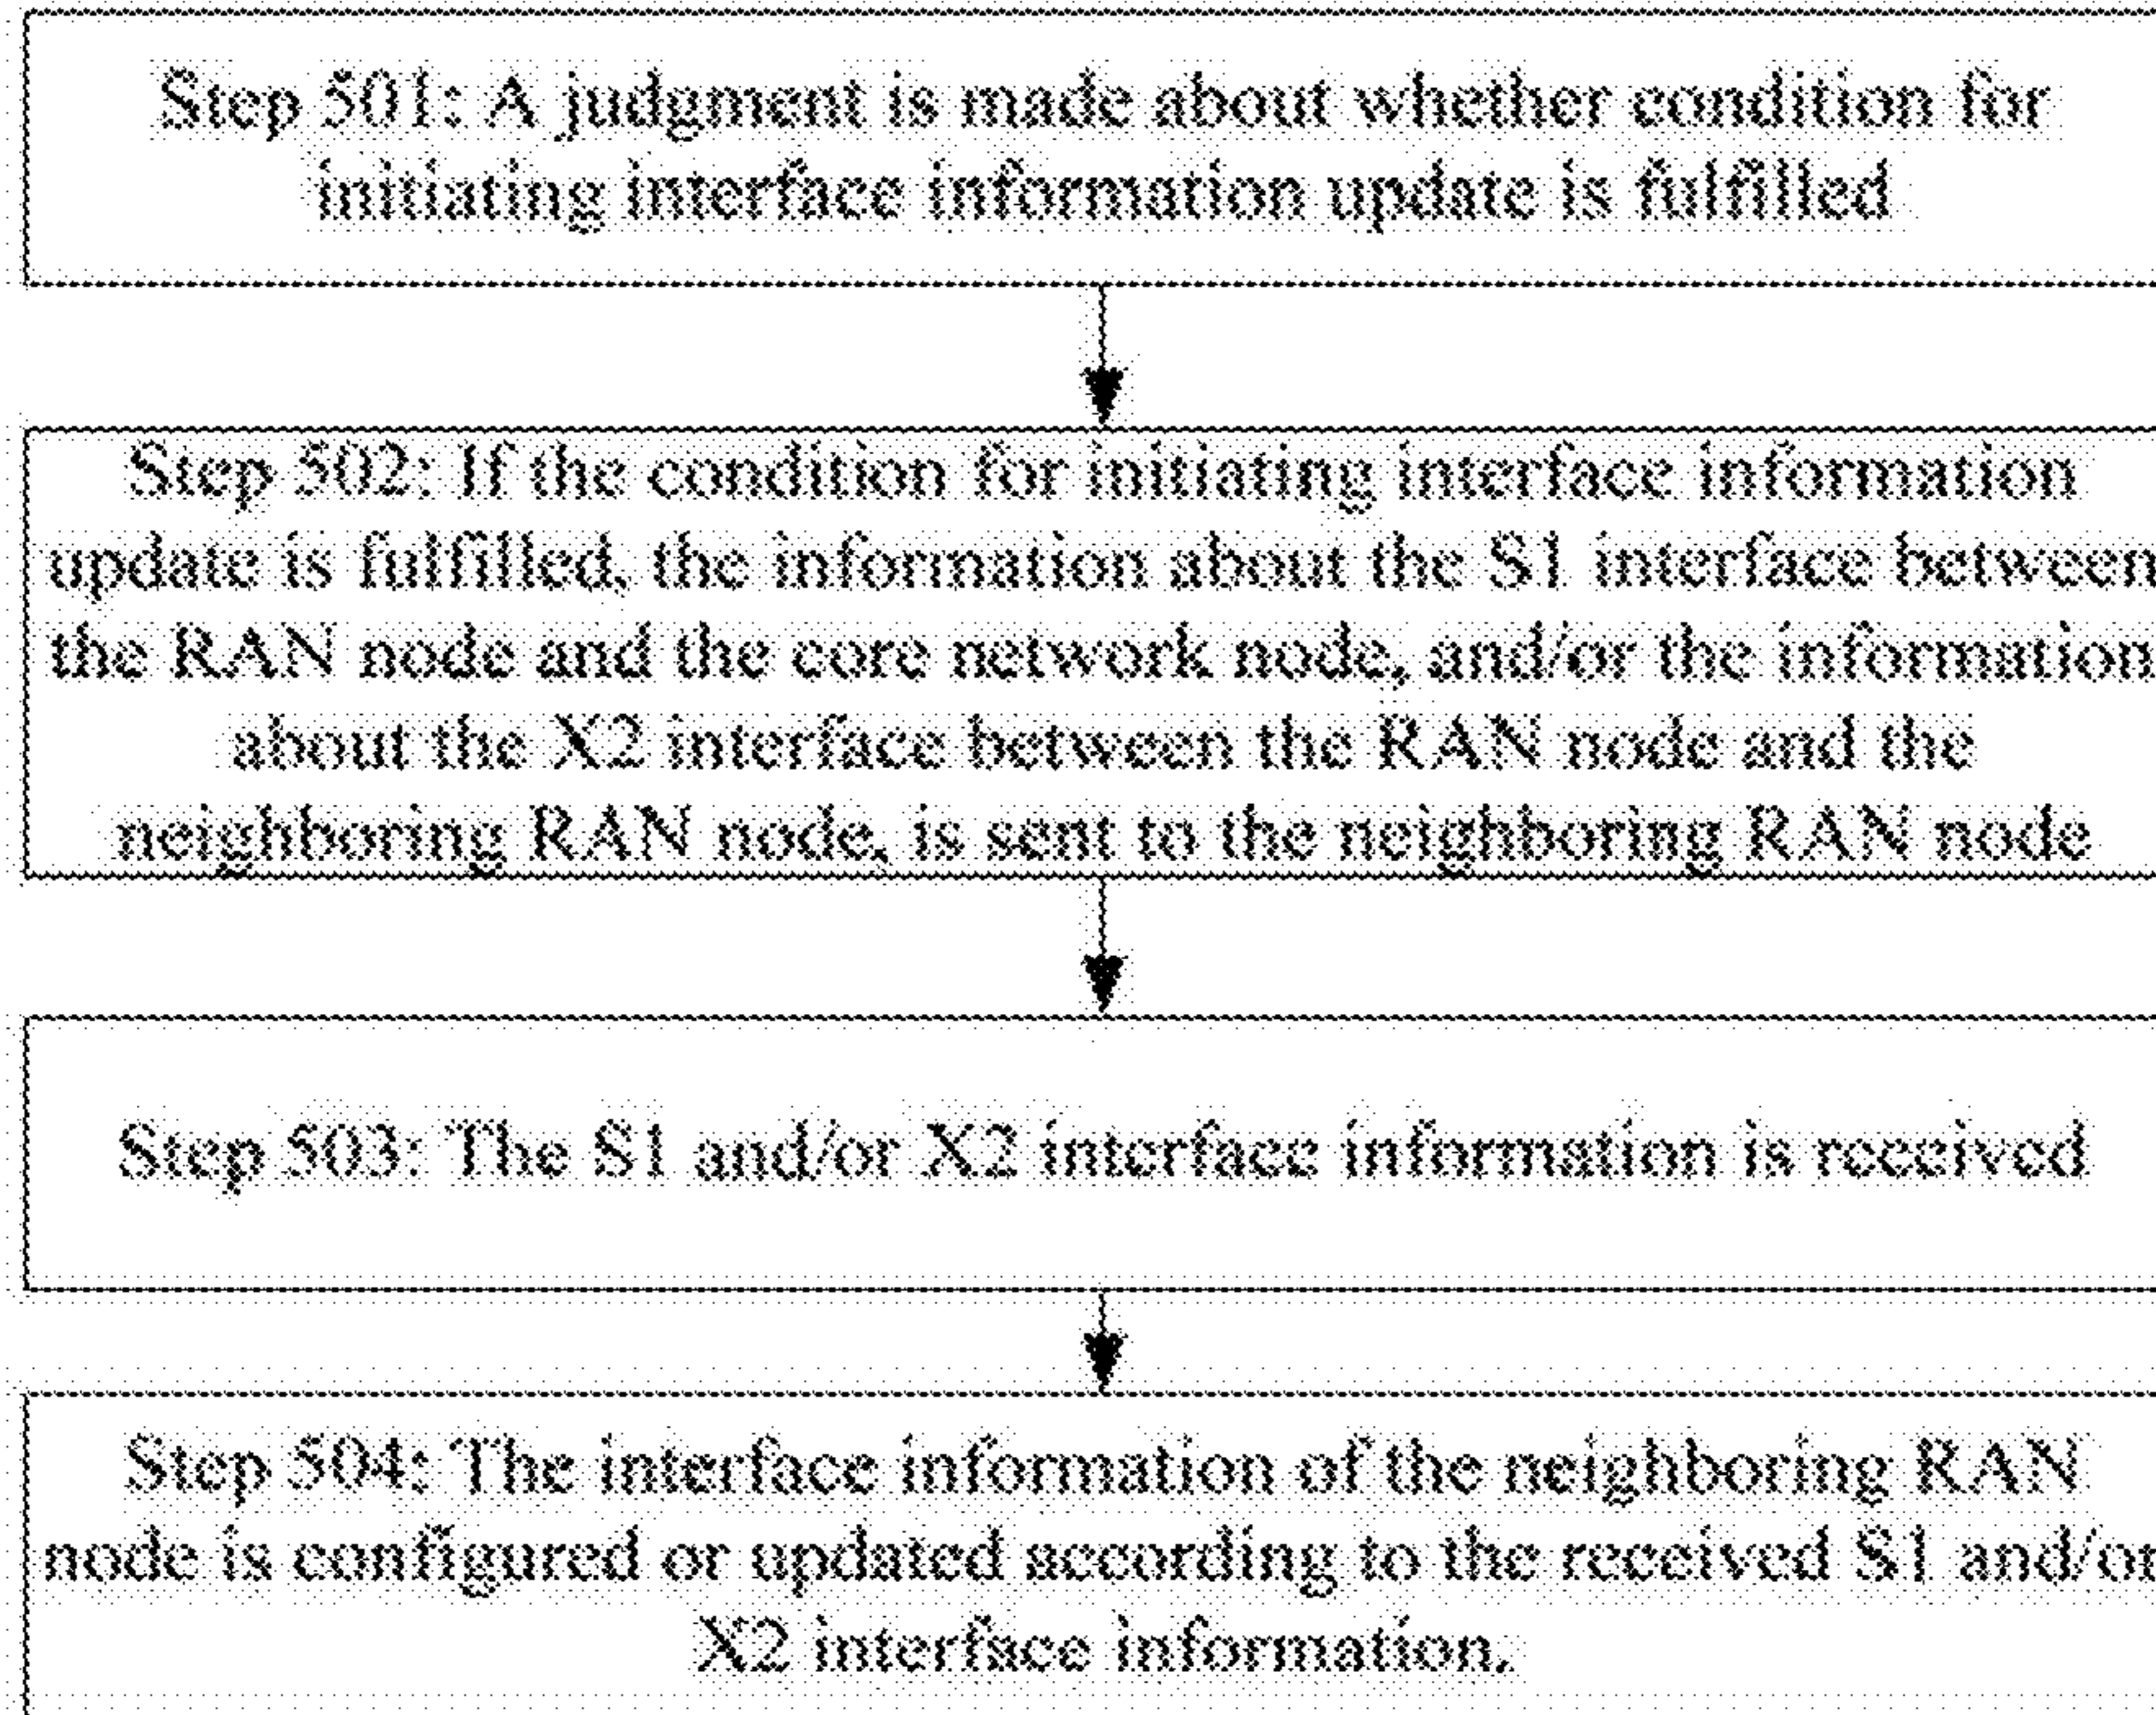 Step 501: A judgment is made about whether condition for
initiating interface information update is fulfilled
Step 502: If the condition for initiating interface information
update is fulfilled, the information about the S1 interface between
the RAN node and the core network node, and/or the information
about the X2 interface between the RAN node and the
neighboring RAN node, is sent to the neighboring RAN node
Step 503: The S1 and/or X2 interface information is received
Step 504: The interface information of the neighboring RAN
node is configured or updated according to the received S1 and/or
X2 interface information.